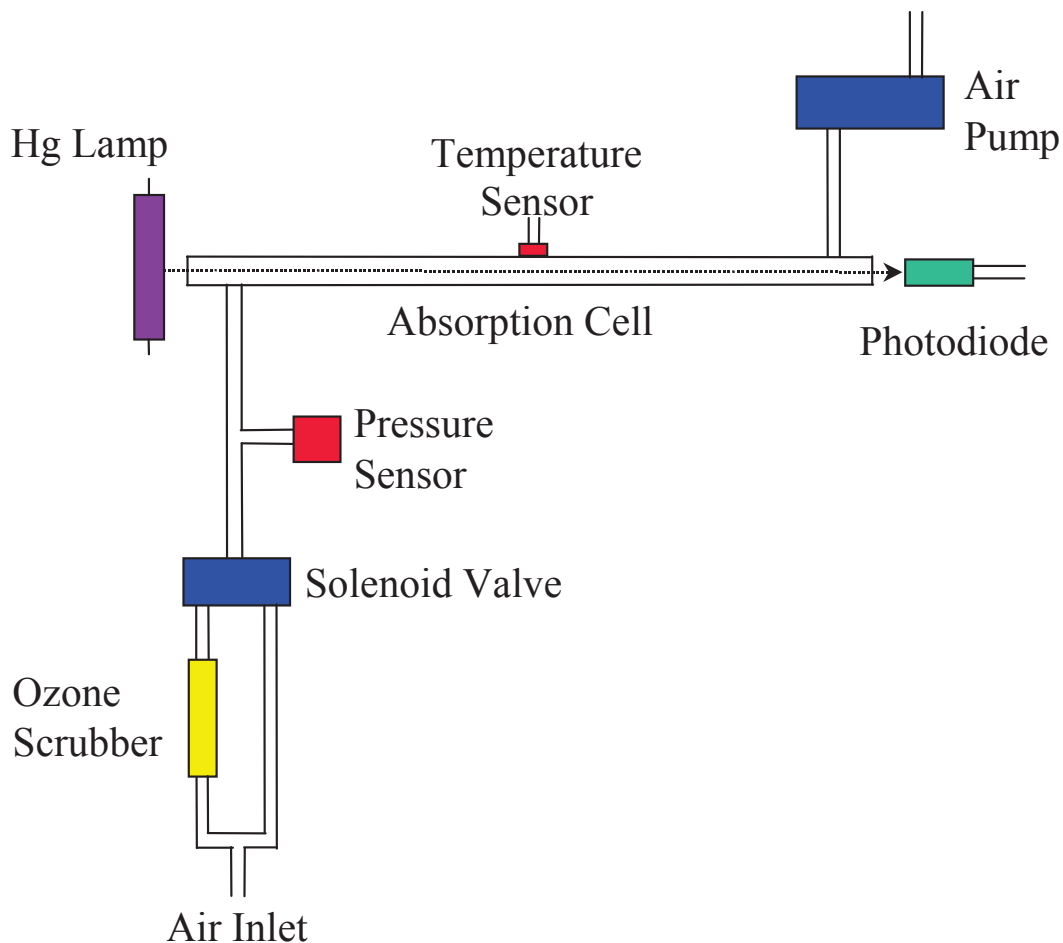 Air
Pump
Hg Lamp
Temperature
Sensor
Absorption Cell
Photodiode
Pressure
Sensor
Solenoid Valve
Ozone
Scrubber
Air Inlet